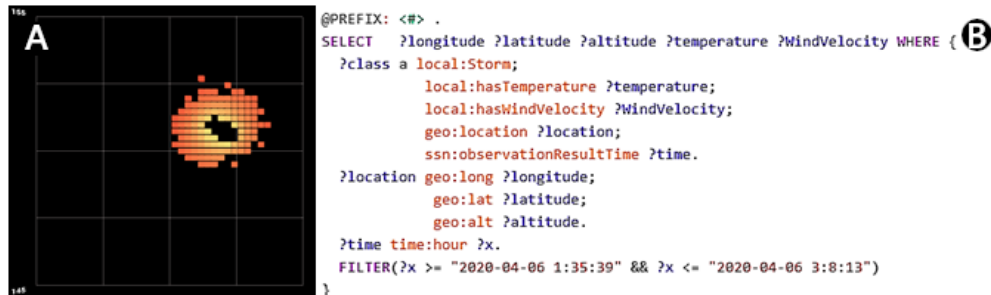 155
A
145
@PREFIX: <#> .
SELECT ?longitude ?latitude ?altitude ?temperature ?WindVelocity WHERE {
B
?class a local:Storm;
local:hasTemperature ?temperature;
local:hasWindVelocity ?WindVelocity;
geo:location ?location;
ssn:observationResultTime ?time.
?location geo:long ?longitude;
geo:lat ?latitude;
geo:alt ?altitude.
?time time:hour ?x.
FILTER(?x >= "2020-04-06 1:35:39" && ?x <= "2020-04-06 3:8:13")
}